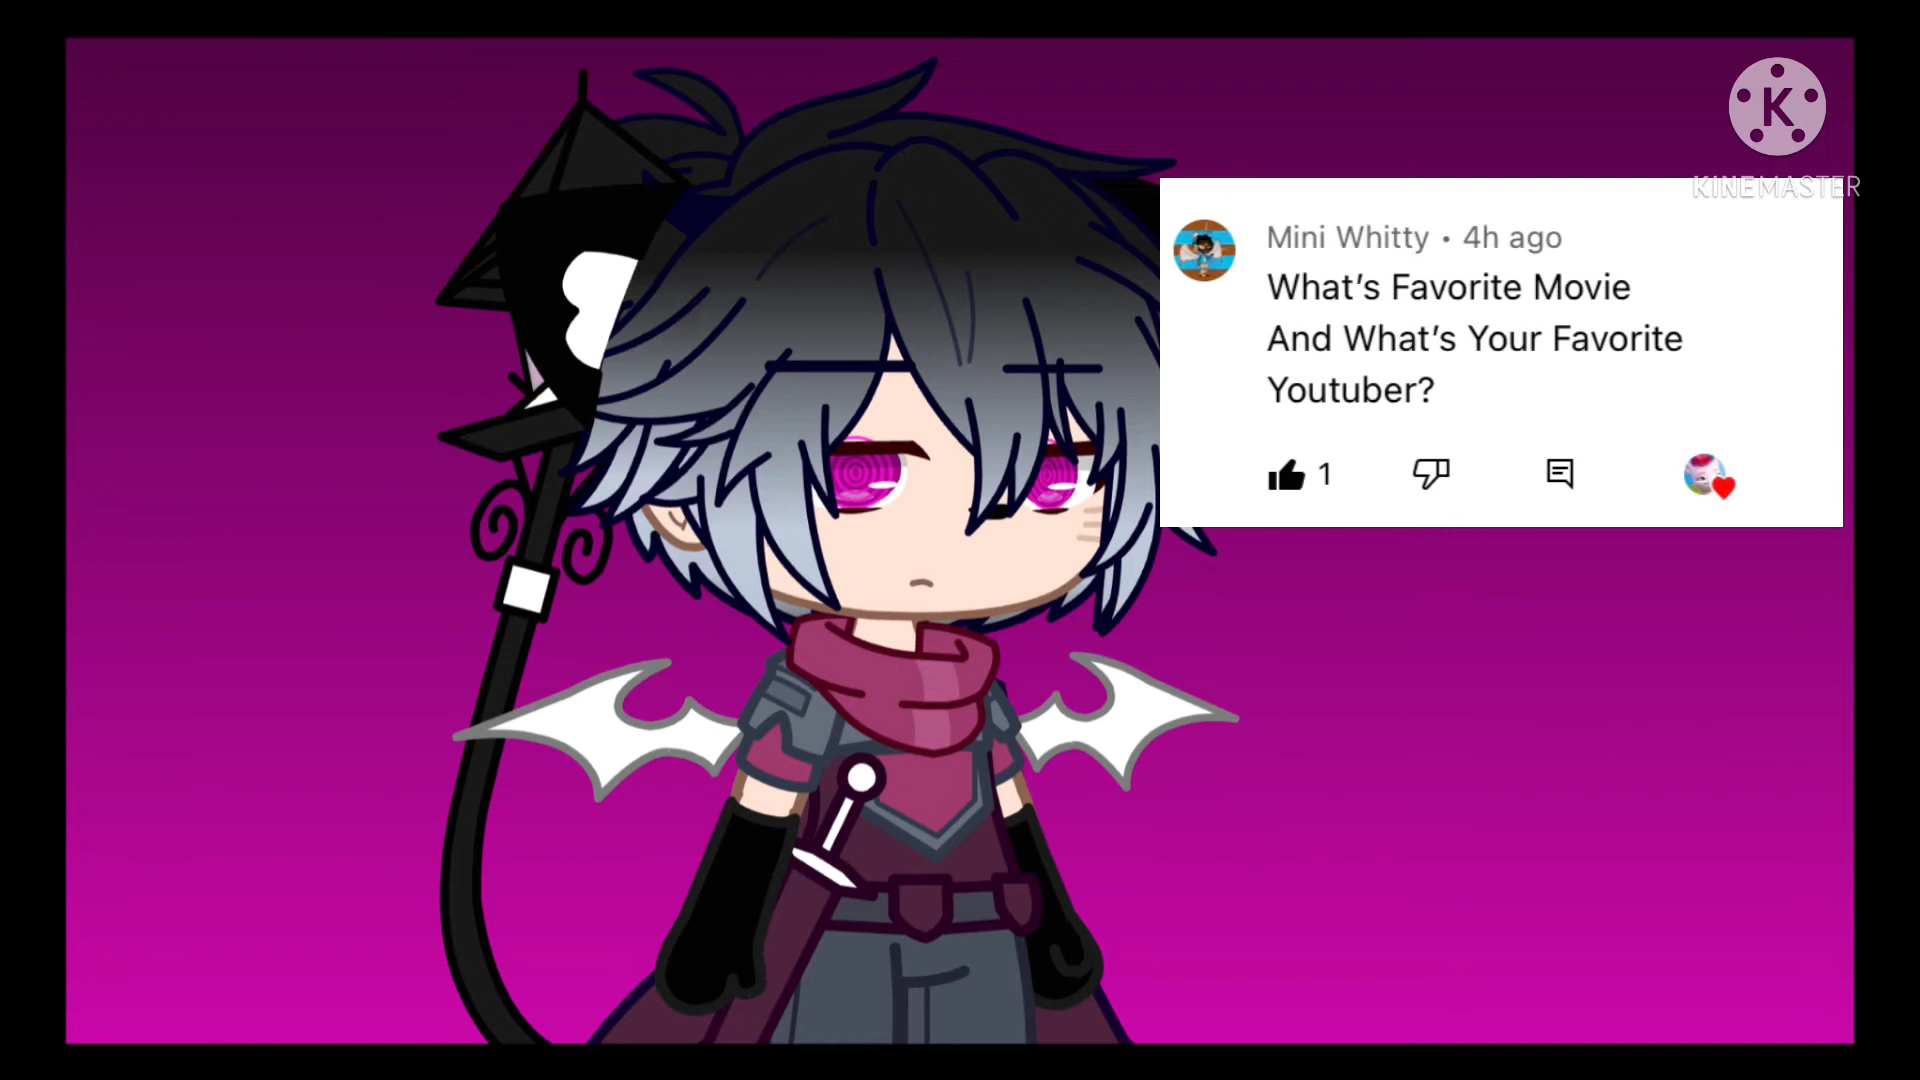 K
KINEMASTER
Mini Whitty • 4h ago
What's Favorite Movie
And What's Your Favorite
Youtuber?
1